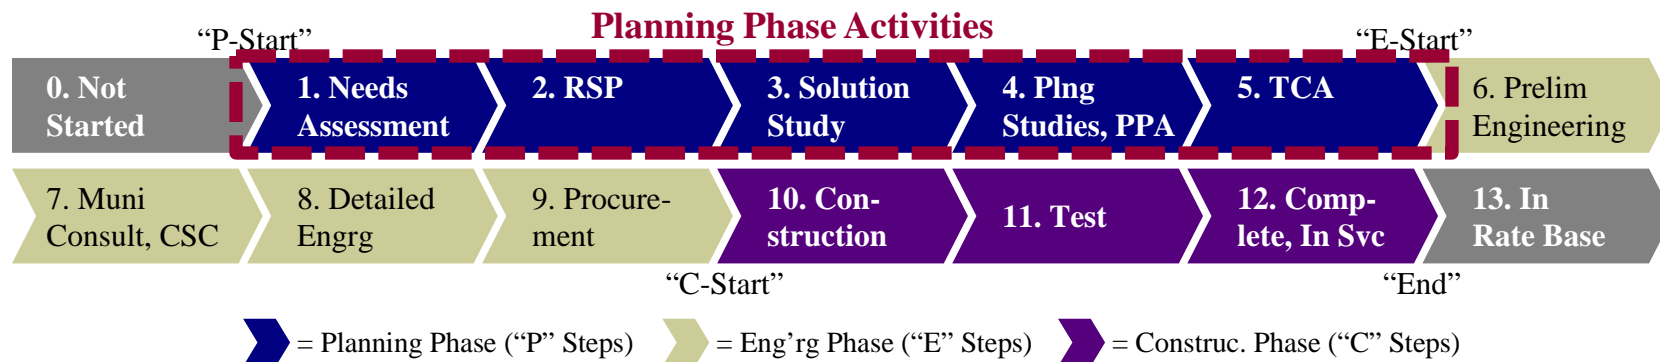 Planning Phase Activities
“P-Start”
“E-Start”
0. Not
Started
1. Needs
Assessment
2. RSP
3. Solution
Study
4. Plng
Studies, PPA
5. TCA
6. Prelim
Engineering
7. Muni
Consult, CSC
8. Detailed
Engrg
9. Procure-
ment
10. Con-
struction
11. Test
12. Comp-
lete, In Svc
13. In
Rate Base
“C-Start”
“End”
= Planning Phase (“P” Steps)
= Eng’rg Phase (“E” Steps)
= Construc. Phase (“C” Steps)